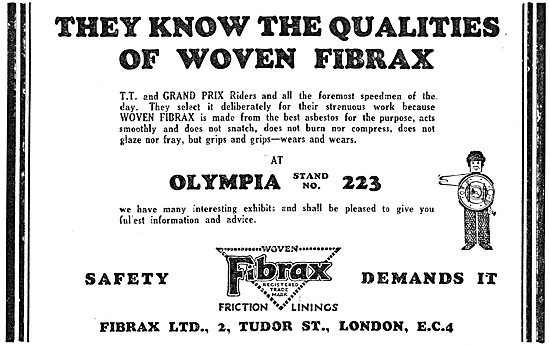 THEY KNOW THE QUALITIES
OF WOVEN FIBRAX
T.T. and GRAND PRIX Riders and all the foremost speedmen of the
day. They select it deliberately for their strenuous work because
WOVEN FIBRAX is made from the best asbestos for the purpose, acts
smoothly and does not snatch, does not burn nor compress, does not
glaze nor fray, but grips and grips—wears and wears.
AT
OLYMPIA STAND NO. 223
we have many interesting exhibits and shall be pleased to give you
ful'est information and advice.
WOVEN
SAFETY Fibrax DEMANDS IT
REGISTERED
TRADE
MARK
FRICTION LININGS
FIBRAX LTD., 2, TUDOR ST., LONDON, E.C.4